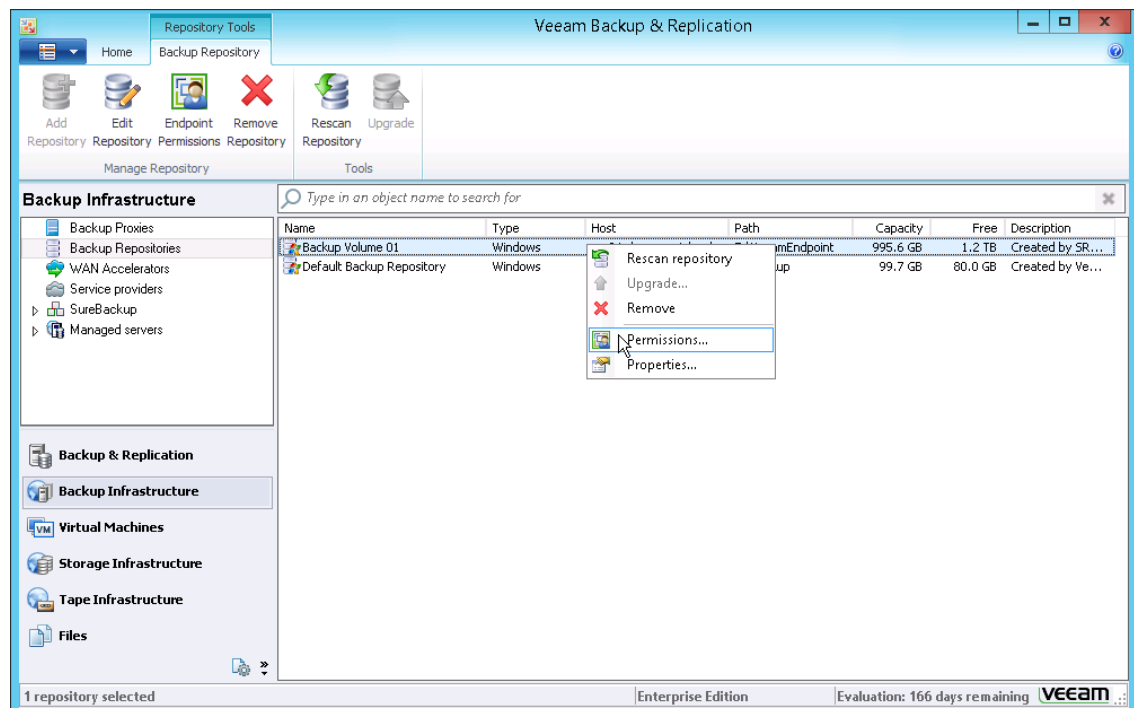 Repository Tools
Veeam Backup & Replication
Home
Backup Repository
Add Repository
Edit Repository
Endpoint Permissions
Remove Repository
Rescan Repository
Upgrade
Manage Repository
Tools
Backup Infrastructure
Type in an object name to search for
Backup Proxies
Backup Repositories
WAN Accelerators
Service providers
SureBackup
Managed servers
Name Type Host Path Capacity Free Description
Backup Volume 01 Windows 995.6 GB 1.2 TB Created by SR...
Default Backup Repository Windows 99.7 GB 80.0 GB Created by Ve...
Rescan repository
Upgrade...
Remove
Permissions...
Properties...
Backup & Replication
Backup Infrastructure
Virtual Machines
Storage Infrastructure
Tape Infrastructure
Files
1 repository selected
Enterprise Edition
Evaluation: 166 days remaining
veeam